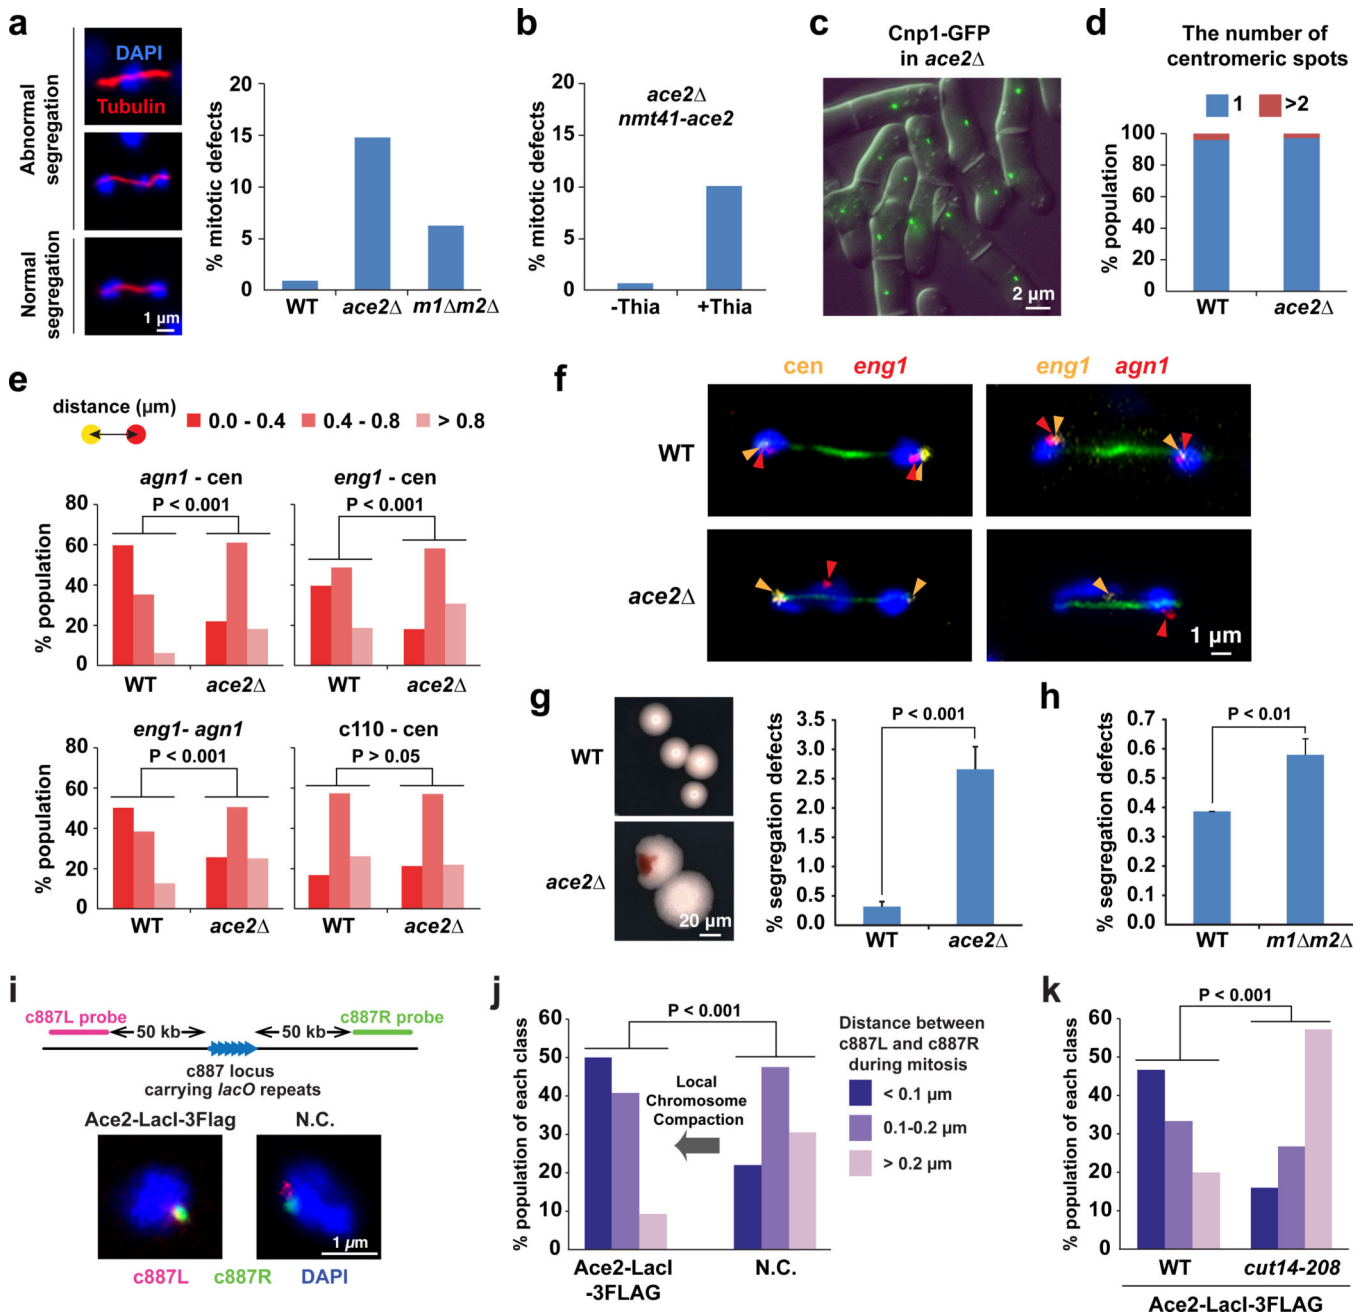 a
Abnormal segregation
Normal segregation
DAPI
Tubulin
1 µm
% mitotic defects
20
15
10
5
0
WT
ace2Δ
m1Δm2Δ
b
% mitotic defects
20
15
10
5
0
ace2Δ
nmt41-ace2
-Thia
+Thia
c
Cnp1-GFP
in ace2Δ
2 µm
d
The number of
centromeric spots
1
>2
% population
100
80
60
40
20
0
WT
ace2Δ
e
distance (µm)
0.0 - 0.4
0.4 - 0.8
> 0.8
agn1 - cen
eng1 - cen
P < 0.001
P < 0.001
% population
80
60
40
20
0
WT
ace2Δ
WT
ace2Δ
eng1- agn1
c110 - cen
P < 0.001
P > 0.05
% population
80
60
40
20
0
WT
ace2Δ
WT
ace2Δ
f
cen eng1
eng1 agn1
WT
ace2Δ
1 µm
g
WT
ace2Δ
20 µm
% segregation defects
3.5
3.0
2.5
2.0
1.5
1.0
0.5
0.0
P < 0.001
WT
ace2Δ
h
% segregation defects
0.7
0.6
0.5
0.4
0.3
0.2
0.1
0.0
P < 0.01
WT
m1Δm2Δ
i
c887L probe
50 kb
50 kb
c887R probe
c887 locus
carrying lacO repeats
Ace2-LacI-3Flag
N.C.
1 µm
c887L
c887R
DAPI
j
% population of each class
60
50
40
30
20
10
0
P < 0.001
Local
Chromosome
Compaction
Ace2-LacI
-3FLAG
N.C.
Distance between
c887L and c887R
during mitosis
< 0.1 µm
0.1-0.2 µm
> 0.2 µm
k
% population of each class
60
50
40
30
20
10
0
P < 0.001
WT
cut14-208
Ace2-LacI-3FLAG